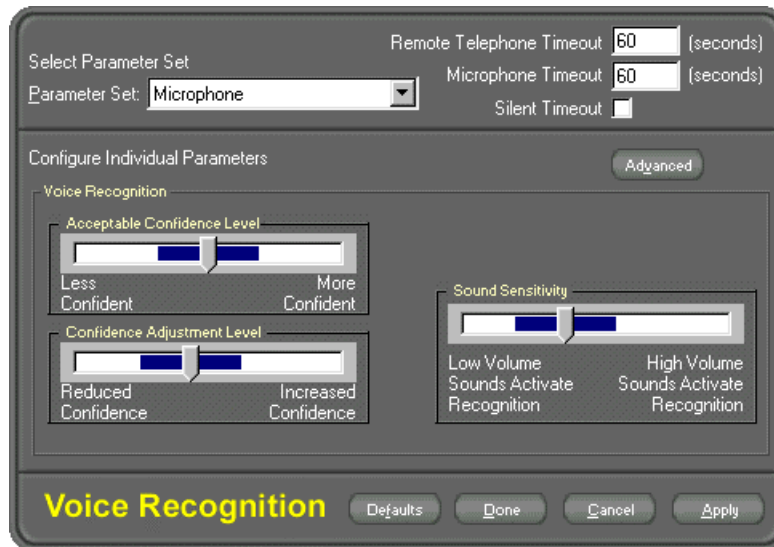 Remote Telephone Timeout 60 (seconds)
Select Parameter Set
Microphone Timeout 60 (seconds)
Parameter Set: Microphone
Silent Timeout
Configure Individual Parameters
Advanced
Voice Recognition
Acceptable Confidence Level
Less More
Confident Confident
Sound Sensitivity
Confidence Adjustment Level
Low Volume High Volume
Sounds Activate Sounds Activate
Recognition Recognition
Reduced Increased
Confidence Confidence
Voice Recognition Defaults Done Cancel Apply